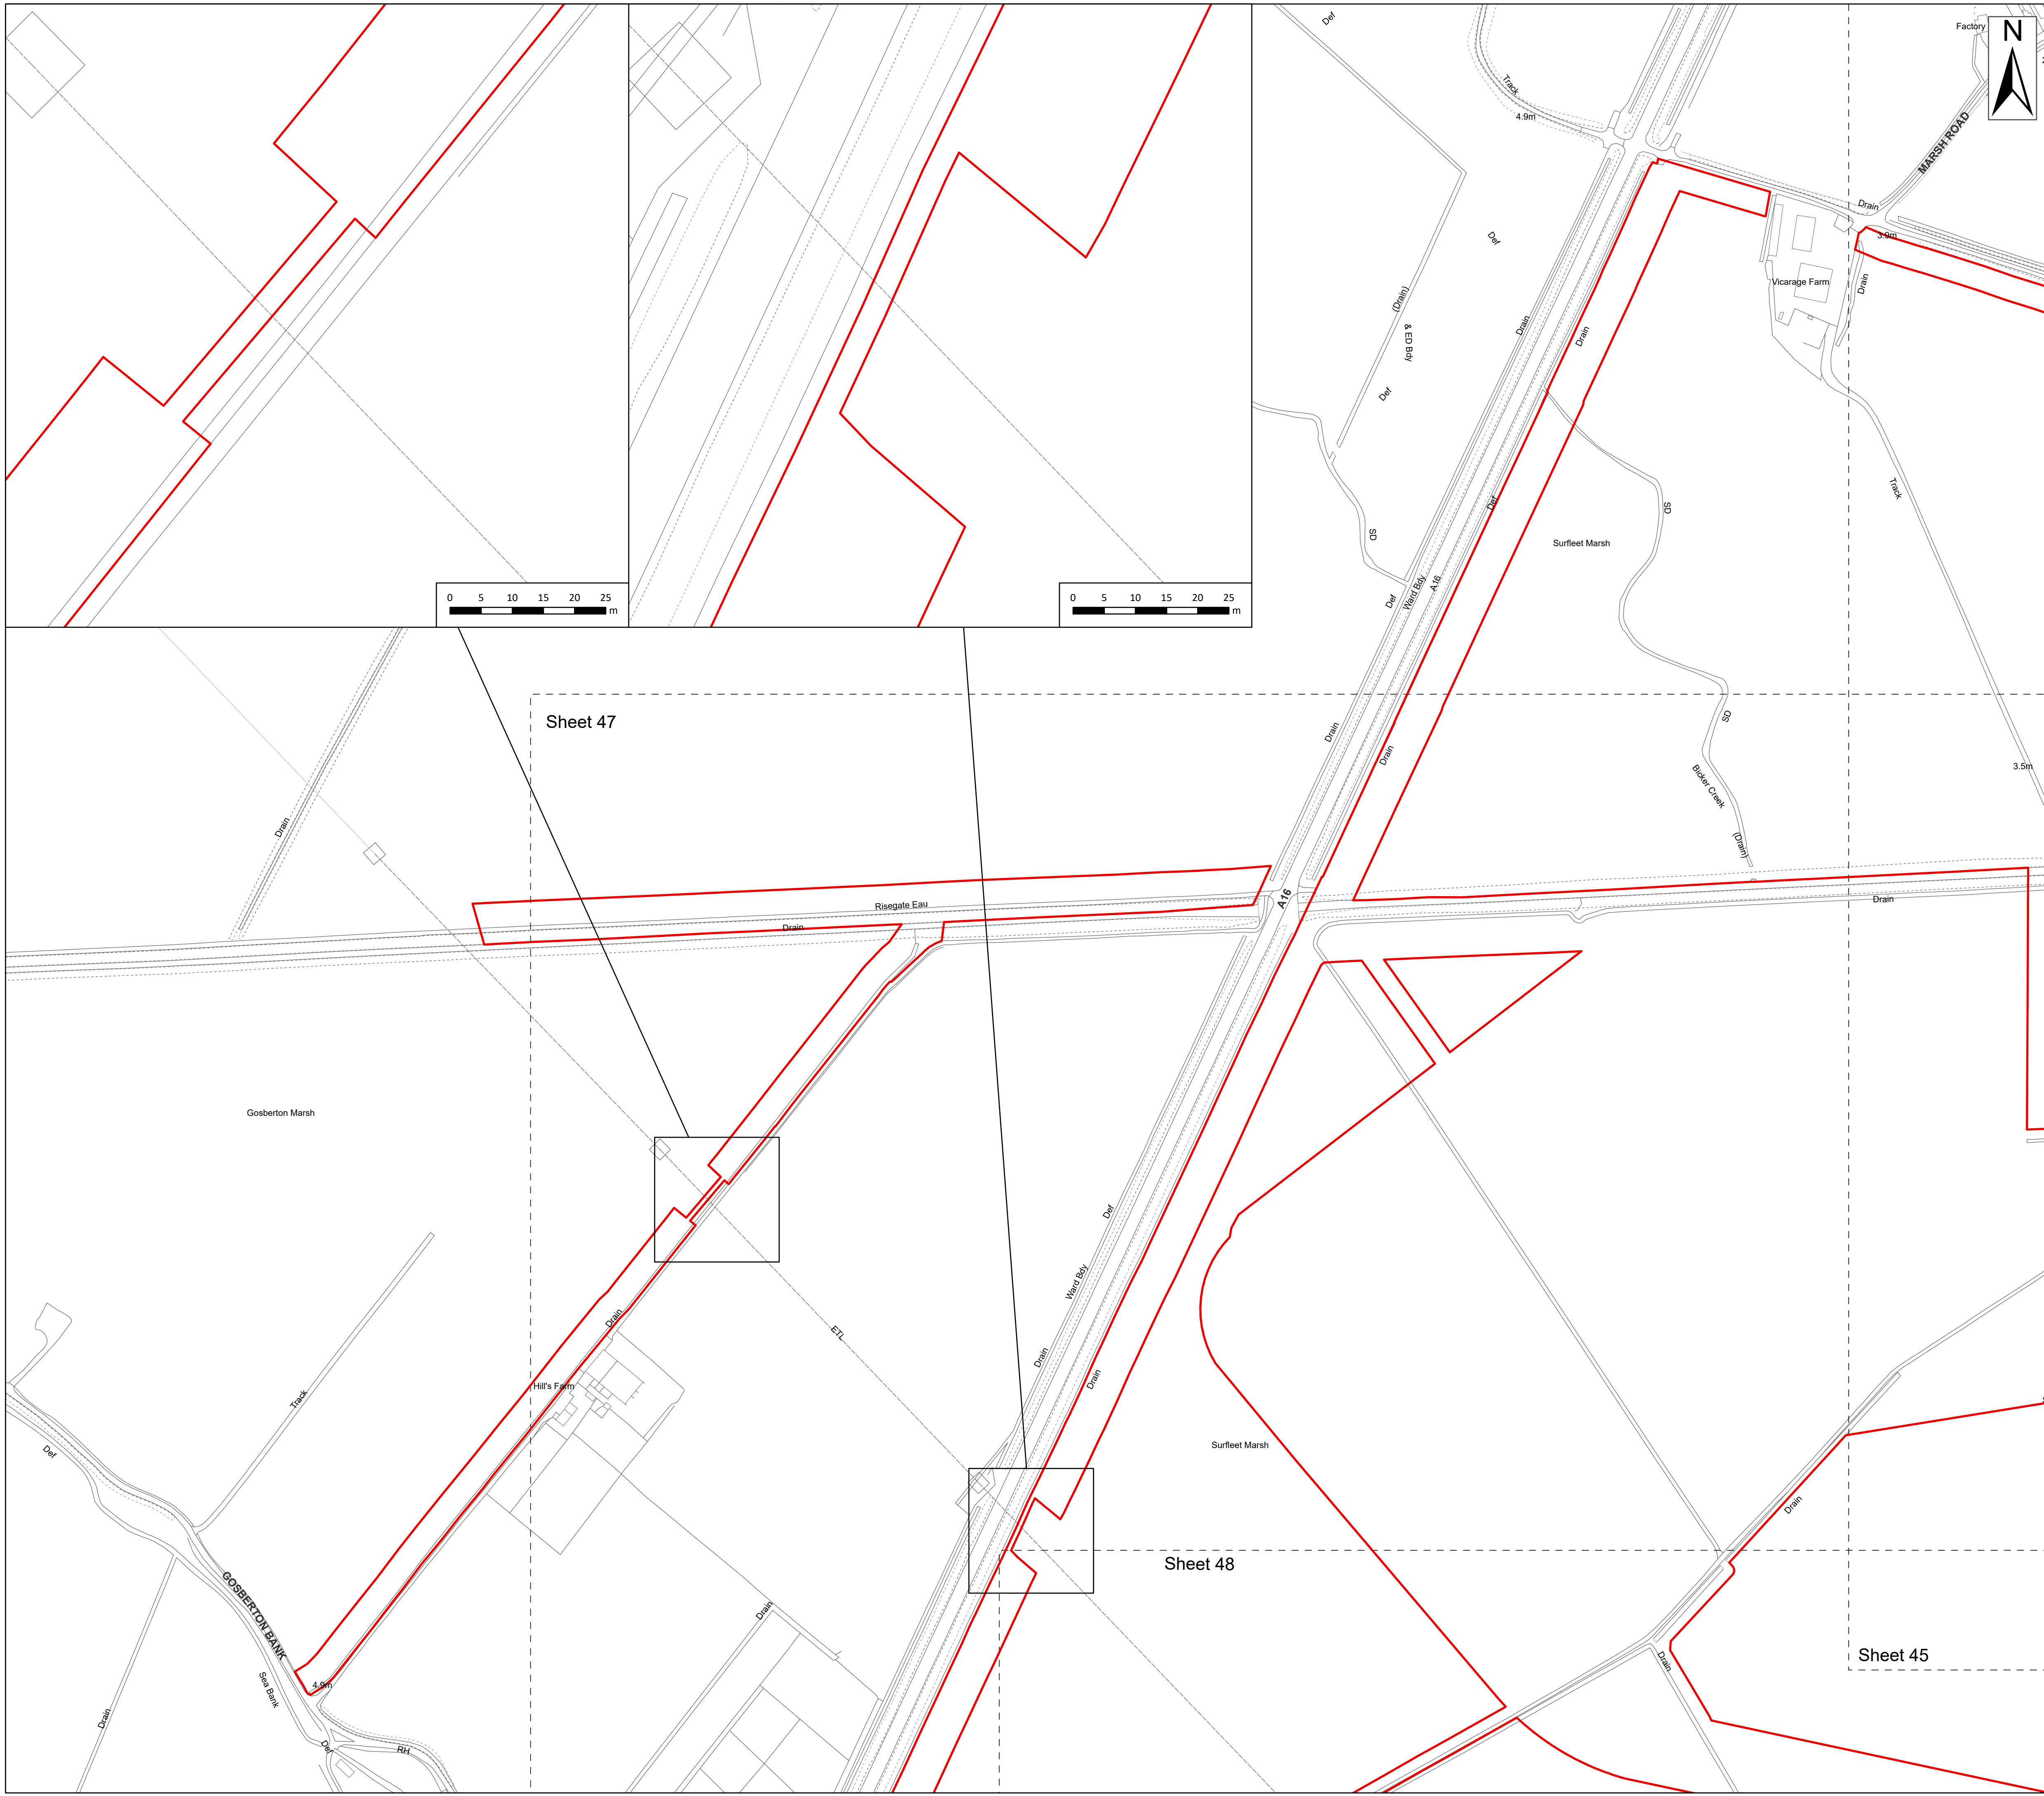 Def
Factory
N
Track
4.9m
MARSH ROAD
Drain
3.9m
Def
Vicarage Farm
Drain
(Drain)
& ED Bdy
Drain
Drain
Def
Track
SD
Def
SD
Surfleet Marsh
0 5 10 15 20 25
m
0 5 10 15 20 25
m
Def
Ward Bdy
A16
Sheet 47
SD
Drain
Drain
3.5m
Bicker Creek
(Drain)
Drain
Risegate Eau
A16
Drain
Drain
Gosberton Marsh
Def
Ward Bdy
Drain
ETL
Drain
Drain
Hill's Farm
Track
Def
Surfleet Marsh
Drain
Sheet 48
GOSBERTON BANK
Drain
Sheet 45
Drain
Sea Bank
4.9m
Drain
Def
RH